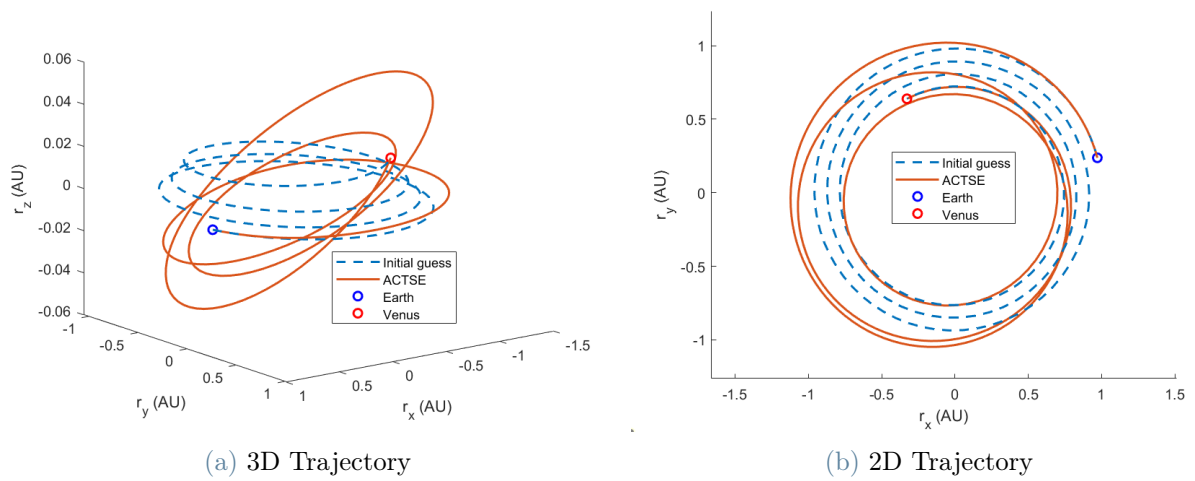 0.06
0.04
0.02
0
-0.02
-0.04
-0.06
r_z (AU)
-1
-0.5
0
0.5
1
r_y (AU)
1
0.5
0
-0.5
-1
-1.5
r_x (AU)
Initial guess
ACTSE
Earth
Venus
(a) 3D Trajectory
1
0.5
0
-0.5
-1
r_y (AU)
-1.5
-1
-0.5
0
0.5
1
1.5
r_x (AU)
Initial guess
ACTSE
Earth
Venus
(b) 2D Trajectory